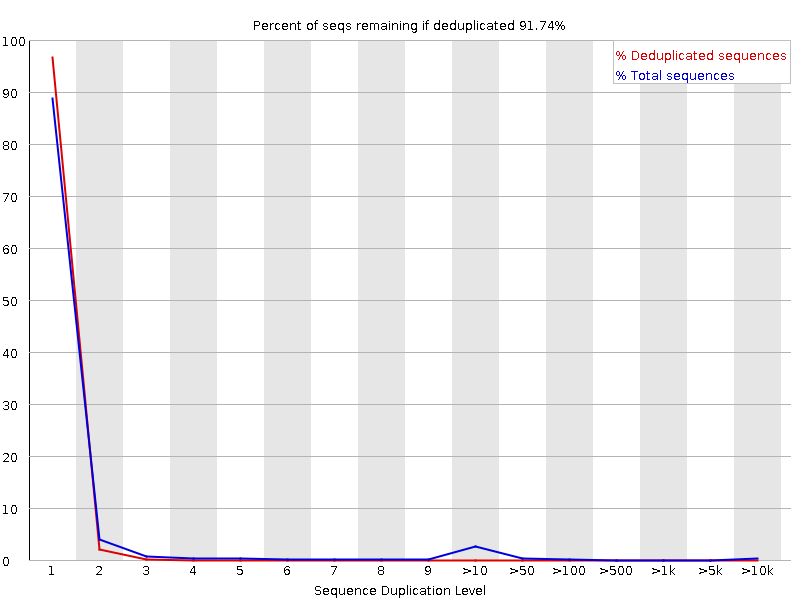 Percent of seqs remaining if deduplicated 91.74%
% Deduplicated sequences
% Total sequences
100
90
80
70
60
50
40
30
20
10
0
1 2 3 4 5 6 7 8 9 >10 >50 >100 >500 >1k >5k >10k
Sequence Duplication Level